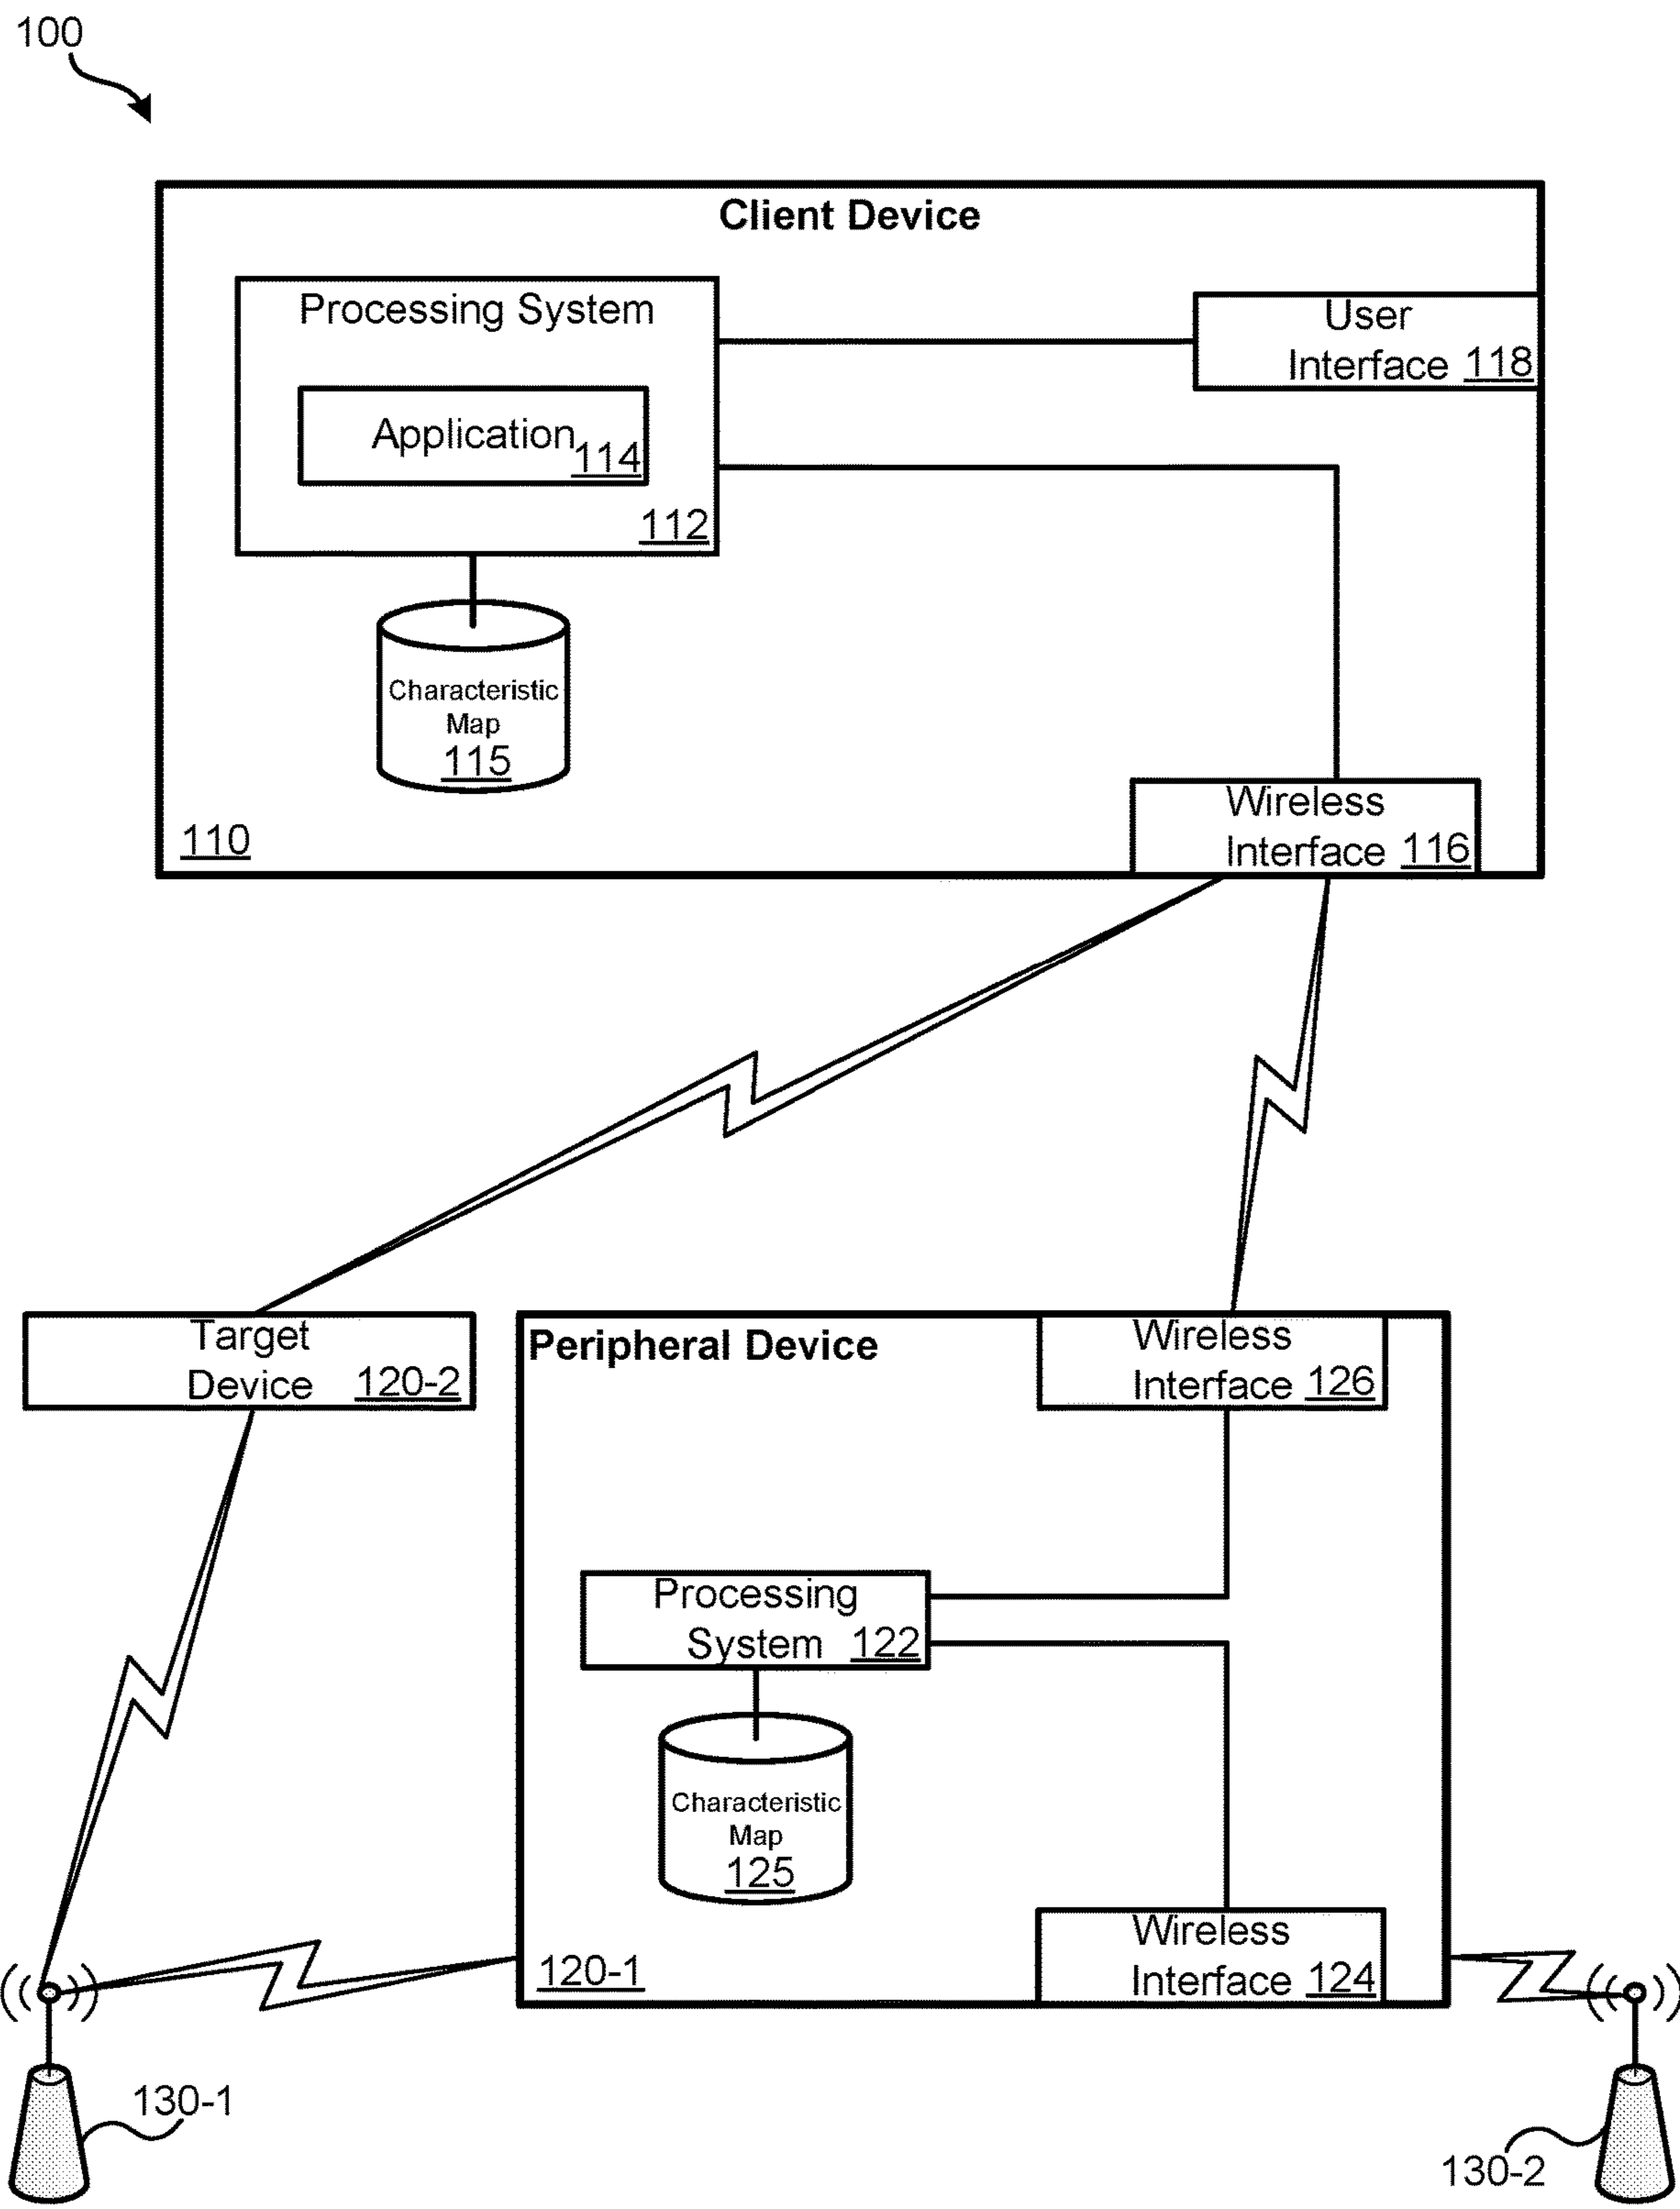 100
Client Device
Processing System
Application 114
112
User
Interface 118
Characteristic
Map
115
110
Wireless
Interface 116
Target
Device 120-2
Peripheral Device
Wireless
Interface 126
Processing
System 122
Characteristic
Map
125
120-1
Wireless
Interface 124
130-1
130-2